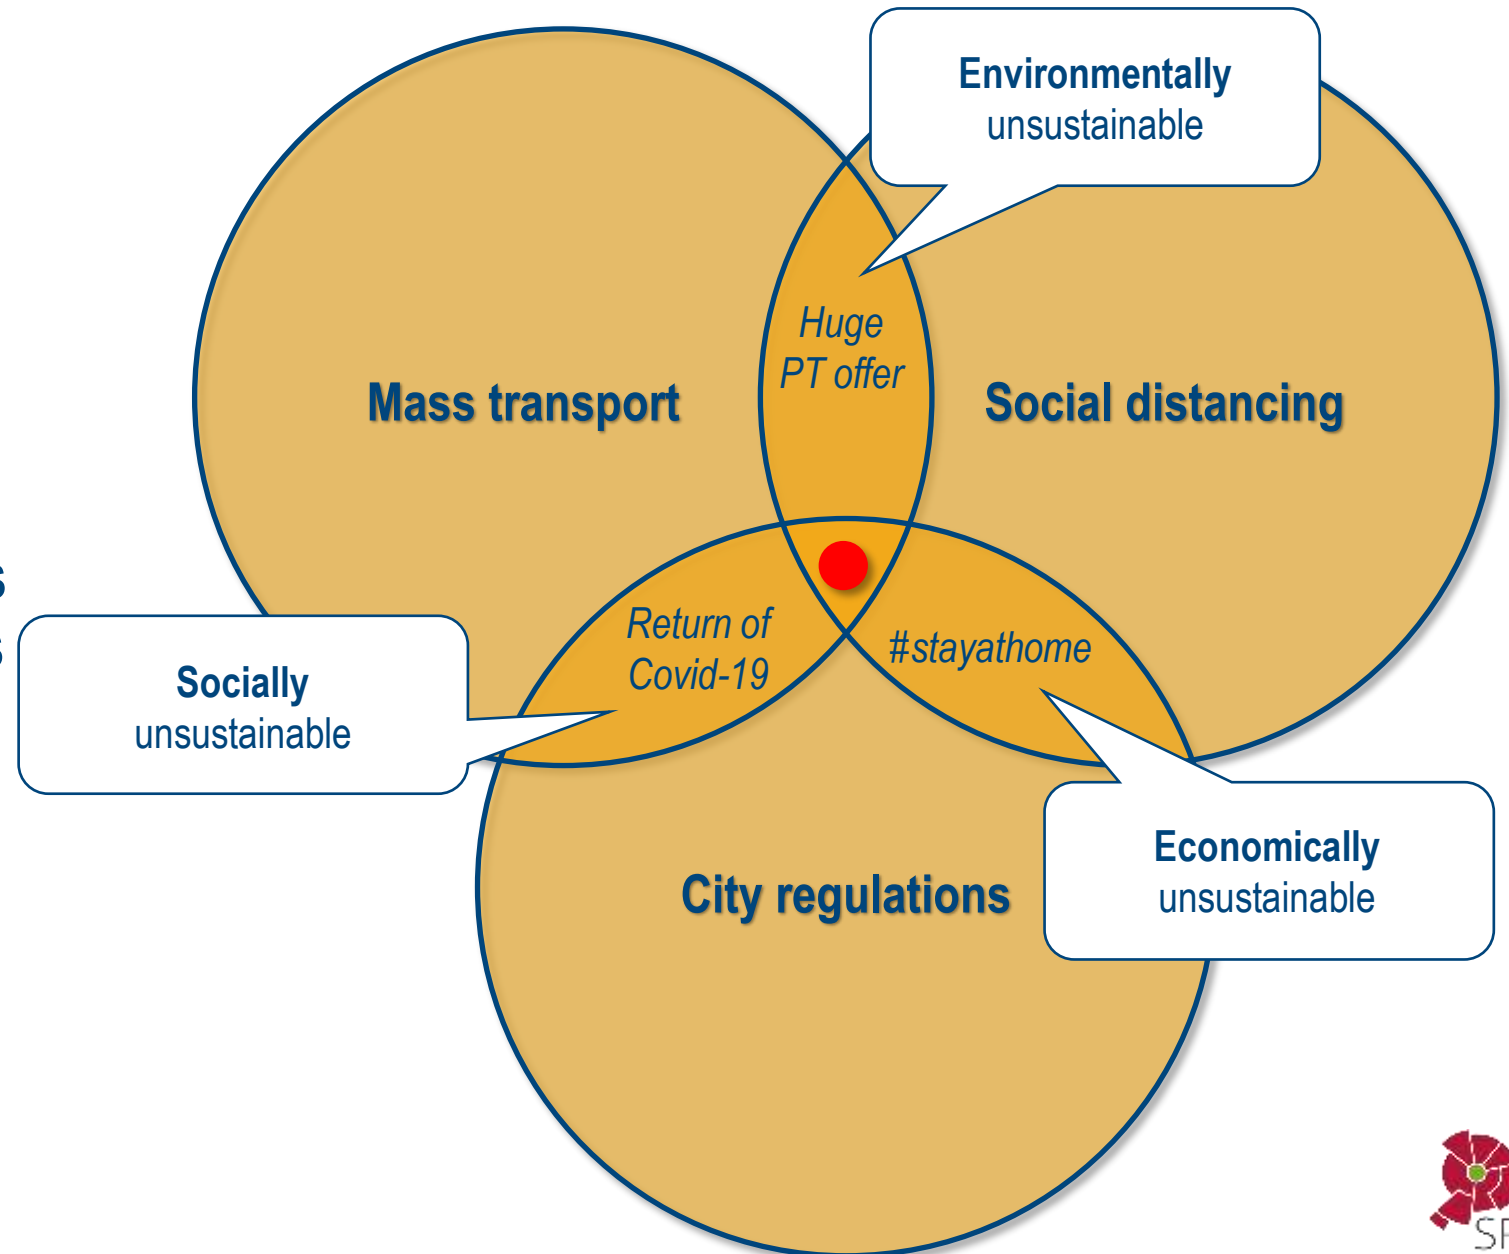 Environmentally
unsustainable
Huge
PT offer
Mass transport
Social distancing
Return of
Covid-19
#stayathome
Socially
unsustainable
Economically
unsustainable
City regulations